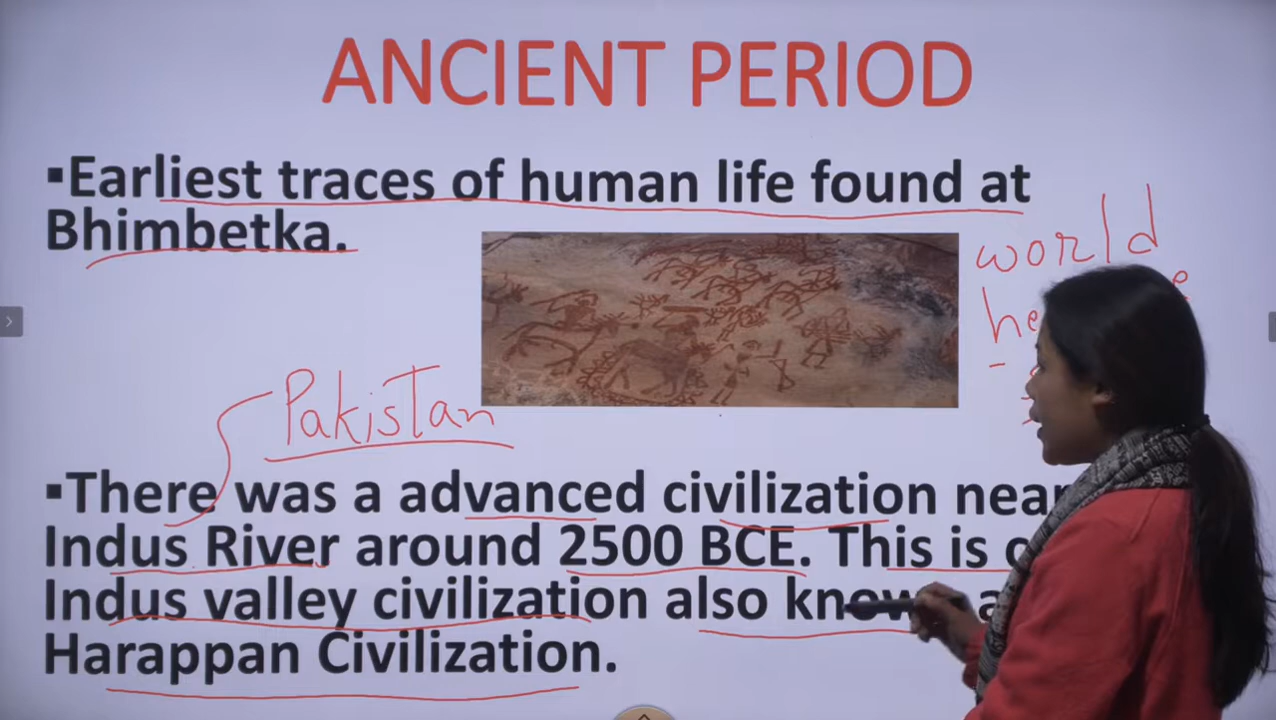 ANCIENT PERIOD
▪Earliest traces of human life found at
Bhimbetka.
world
Pakistan
▪There was a advanced civilization near
Indus River around 2500 BCE. This is
Indus valley civilization also known
Harappan Civilization.